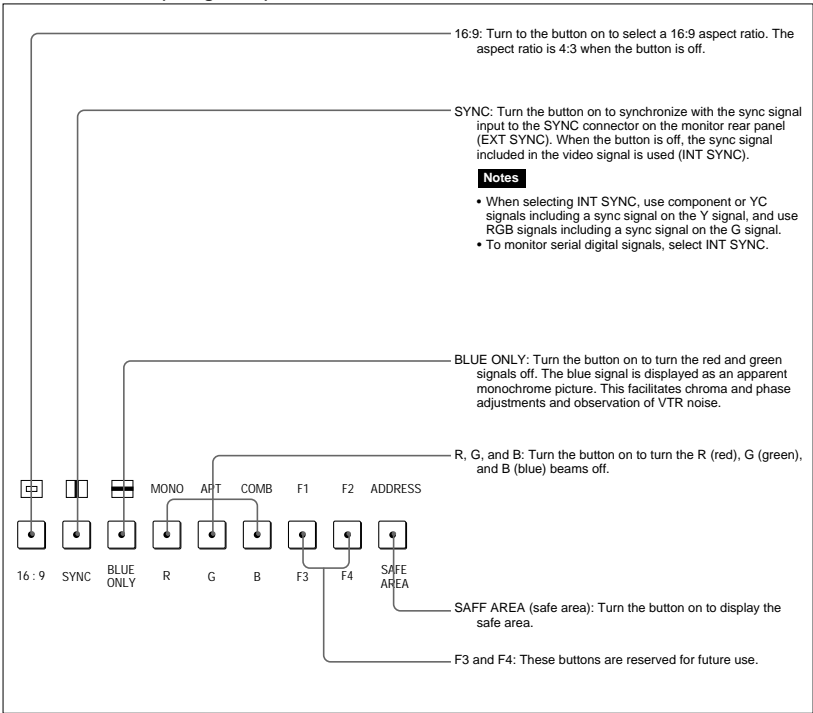 16:9: Turn to the button on to select a 16:9 aspect ratio. The
aspect ratio is 4:3 when the button is off.
SYNC: Turn the button on to synchronize with the sync signal
input to the SYNC connector on the monitor rear panel
(EXT SYNC). When the button is off, the sync signal
included in the video signal is used (INT SYNC).
Notes
• When selecting INT SYNC, use component or YC
signals including a sync signal on the Y signal, and use
RGB signals including a sync signal on the G signal.
• To monitor serial digital signals, select INT SYNC.
BLUE ONLY: Turn the button on to turn the red and green
signals off. The blue signal is displayed as an apparent
monochrome picture. This facilitates chroma and phase
adjustments and observation of VTR noise.
R, G, and B: Turn the button on to turn the R (red), G (green),
and B (blue) beams off.
MONO APT COMB F1 F2 ADDRESS
16 : 9 SYNC BLUE ONLY R G B F3 F4 SAFE AREA
SAFF AREA (safe area): Turn the button on to display the
safe area.
F3 and F4: These buttons are reserved for future use.